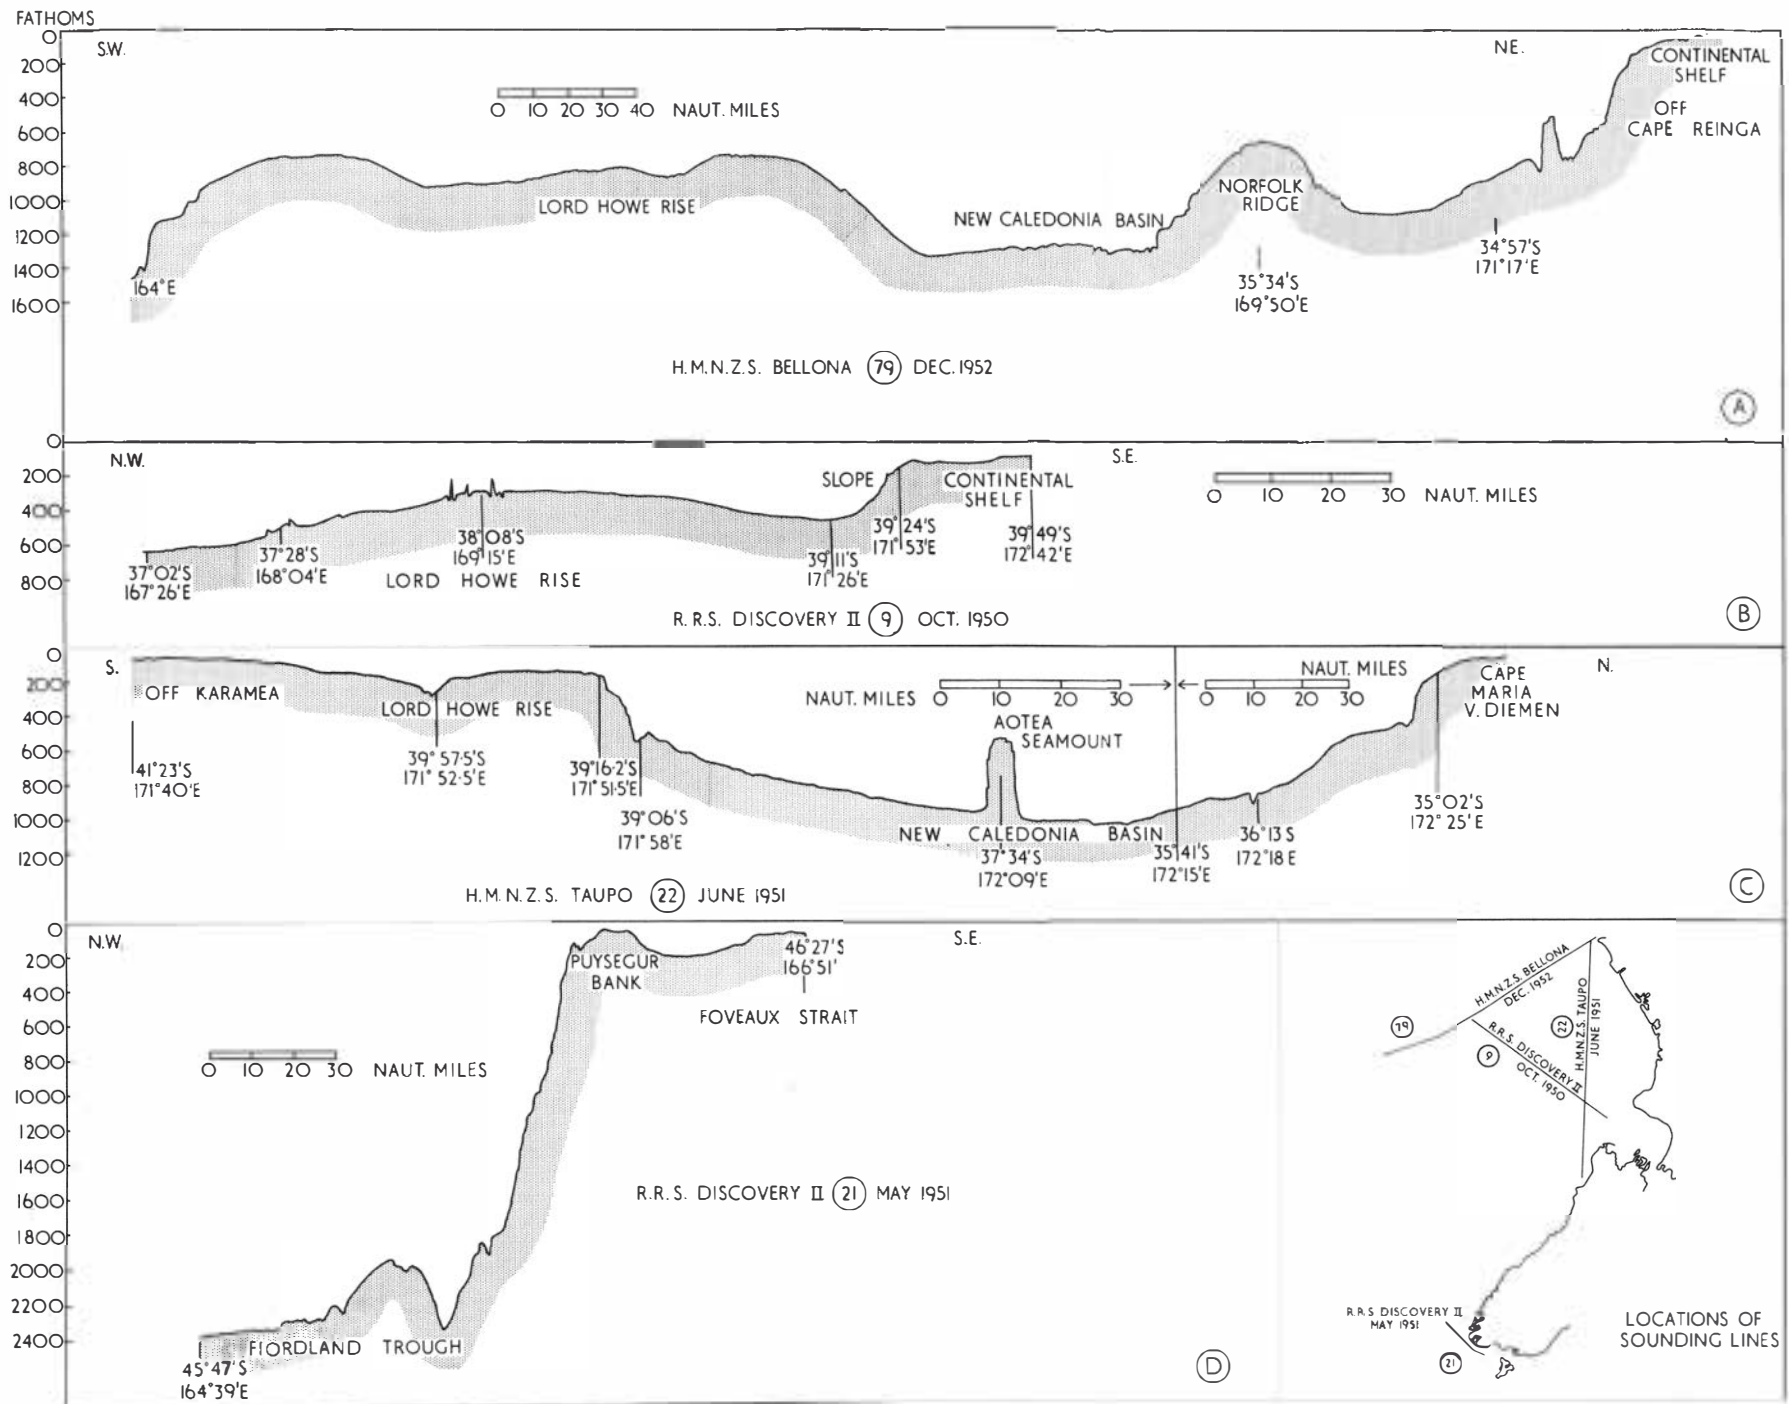 FATHOMS
0
200
400
600
800
1000
1200
1400
1600
S.W.
NE.
0 10 20 30 40 NAUT. MILES
CONTINENTAL
SHELF
OFF
CAPE REINGA
LORD HOWE RISE
NEW CALEDONIA BASIN
NORFOLK
RIDGE
164°E
35°34'S
169°50'E
34°57'S
171°17'E
H.M.N.Z.S. BELLONA 79 DEC. 1952
A
0
200
400
600
800
N.W.
S.E.
SLOPE
CONTINENTAL
SHELF
0 10 20 30 NAUT. MILES
37°02'S
167°26'E
37°28'S
168°04'E
38°08'S
169°15'E
LORD HOWE RISE
39°11'S
171°26'E
39°24'S
171°53'E
39°49'S
172°42'E
R.R.S. DISCOVERY II 9 OCT. 1950
B
0
200
400
600
800
1000
1200
S.
N.
OFF KARAMEA
LORD HOWE RISE
NAUT. MILES 0 10 20 30
NAUT. MILES
0 10 20 30
CAPE
MARIA
V. DIEMEN
AOTEA
SEAMOUNT
41°23'S
171°40'E
39°57·5'S
171°52·5'E
39°16·2'S
171°51·5'E
39°06'S
171°58'E
NEW CALEDONIA BASIN
37°34'S
172°09'E
35°41'S
172°15'E
36°13'S
172°18'E
35°02'S
172°25'E
H.M.N.Z.S. TAUPO 22 JUNE 1951
C
0
200
400
600
800
1000
1200
1400
1600
1800
2000
2200
2400
N.W.
S.E.
PUYSEGUR
BANK
46°27'S
166°51'
FOVEAUX STRAIT
0 10 20 30 NAUT. MILES
R.R.S. DISCOVERY II 21 MAY 1951
FIORDLAND TROUGH
45°47'S
164°39'E
D
H.M.N.Z.S. BELLONA
DEC. 1952
79
22
H.M.N.Z.S. TAUPO
JUNE 1951
R.R.S. DISCOVERY II
OCT. 1950
9
R.R.S DISCOVERY II
MAY 1951
21
LOCATIONS OF
SOUNDING LINES